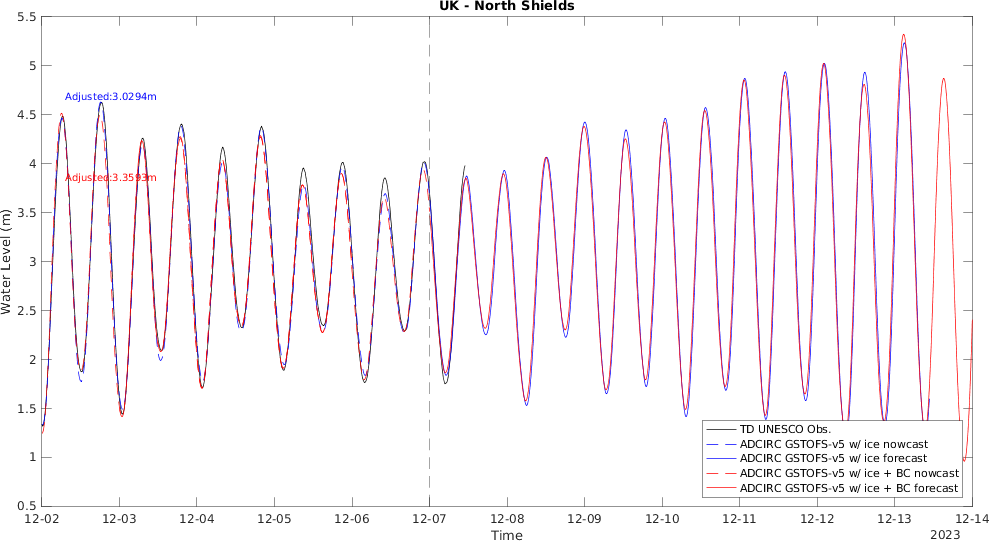 UK - North Shields
5.5
5
4.5
4
3.5
3
2.5
2
1.5
1
0.5
Water Level (m)
Adjusted:3.0294m
Adjusted:3.3593m
TD UNESCO Obs.
ADCIRC GSTOFS-v5 w/ ice nowcast
ADCIRC GSTOFS-v5 w/ ice forecast
ADCIRC GSTOFS-v5 w/ ice + BC nowcast
ADCIRC GSTOFS-v5 w/ ice + BC forecast
12-02 12-03 12-04 12-05 12-06 12-07 12-08 12-09 12-10 12-11 12-12 12-13 12-14
Time
2023